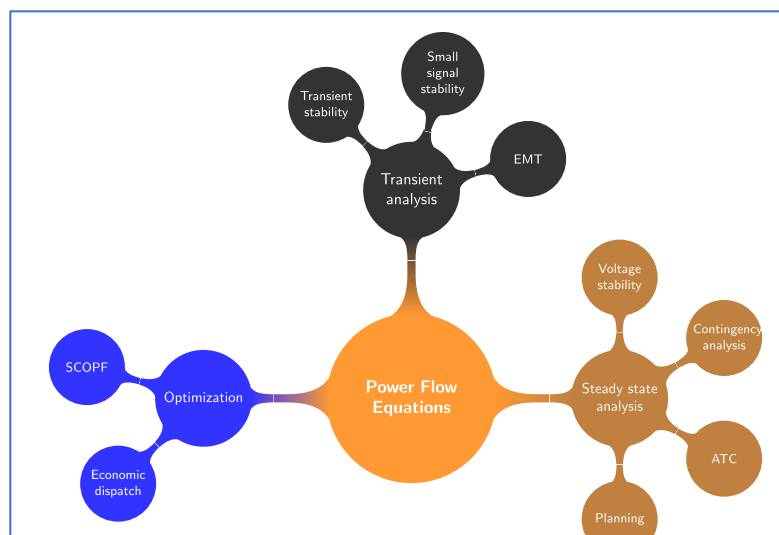 Small
signal
stability
Transient
stability
EMT
Transient
analysis
Voltage
stability
Contingency
analysis
SCOPF
Optimization
Power Flow
Equations
Steady state
analysis
ATC
Economic
dispatch
Planning